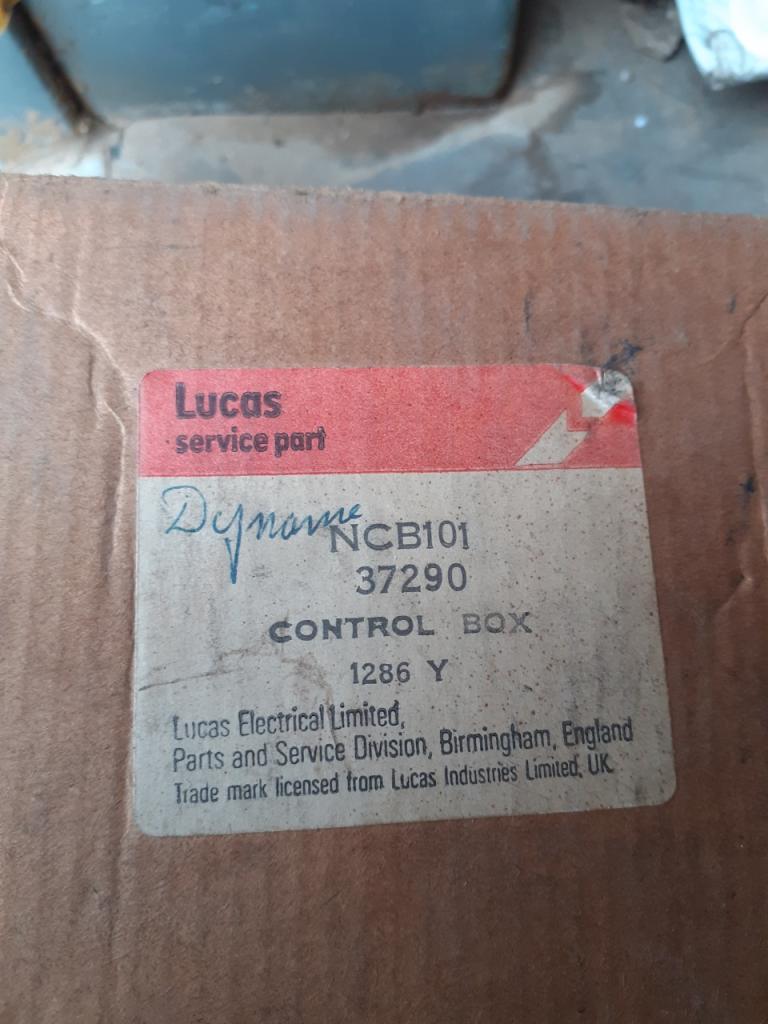 Lucas
service part
Dyname
NCB101
37290
CONTROL BOX
1286 Y
Lucas Electrical Limited,
Parts and Service Division, Birmingham, England
Trade mark licensed from Lucas Industries Limited, UK.